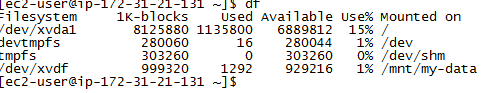 [ec2-user@ip-172-31-21-131 ~]$ df
Filesystem 1K-blocks Used Available Use% Mounted on
/dev/xvda1 8125880 1135800 6889812 15% /
devtmpfs 280060 16 280044 1% /dev
tmpfs 303260 0 303260 0% /dev/shm
/dev/xvdf 999320 1292 929216 1% /mnt/my-data
[ec2-user@ip-172-31-21-131 ~]$